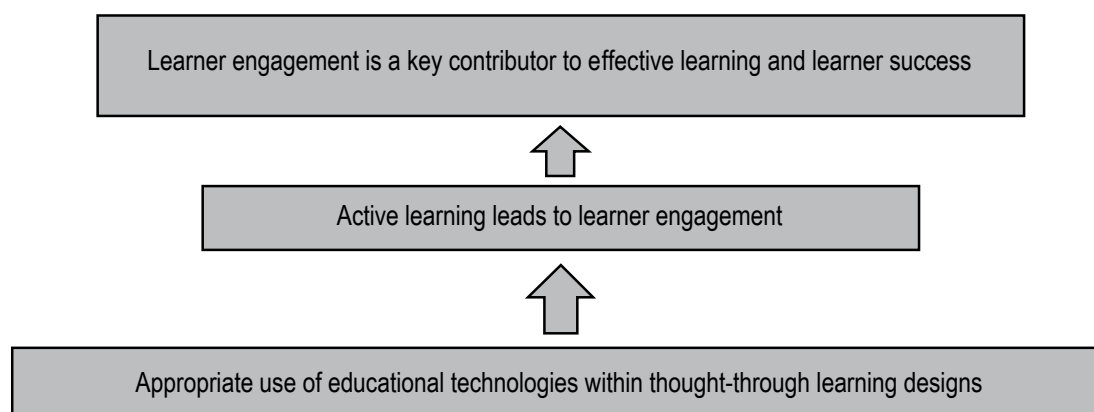 Learner engagement is a key contributor to effective learning and learner success
Active learning leads to learner engagement
Appropriate use of educational technologies within thought-through learning designs